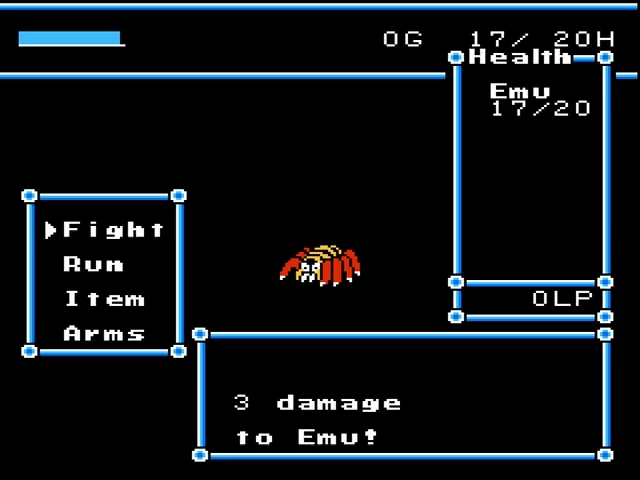 0G 17/ 20H
Health
Emu
17/20
Fight
Run
Item
Arms
0LP
3 damage
to Emu!